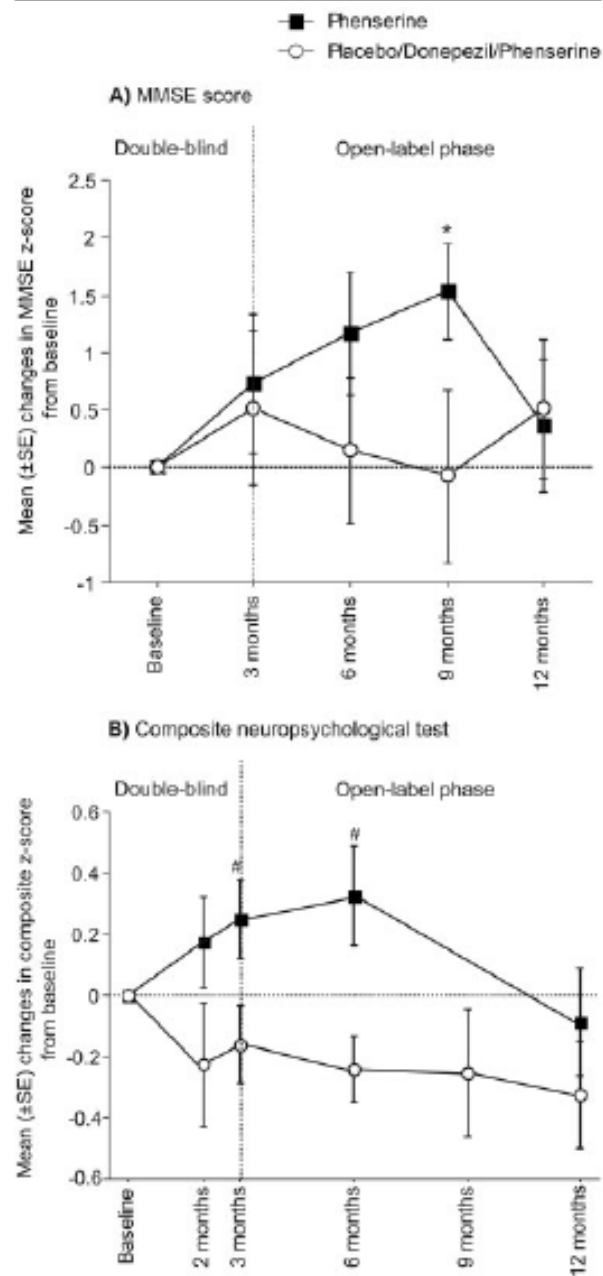 Phenserine
Placebo/Donepezil/Phenserine
A) MMSE score
Double-blind
Open-label phase
Mean (±SE) changes in MMSE z-score
from baseline
2.5
2
1.5
1
0.5
0
-0.5
-1
*
Baseline
3 months
6 months
9 months
12 months
B) Composite neuropsychological test
Double-blind
Open-label phase
Mean (±SE) changes in composite z-score
from baseline
0.6
0.4
0.2
0
-0.2
-0.4
-0.6
#
#
Baseline
2 months
3 months
6 months
9 months
12 months